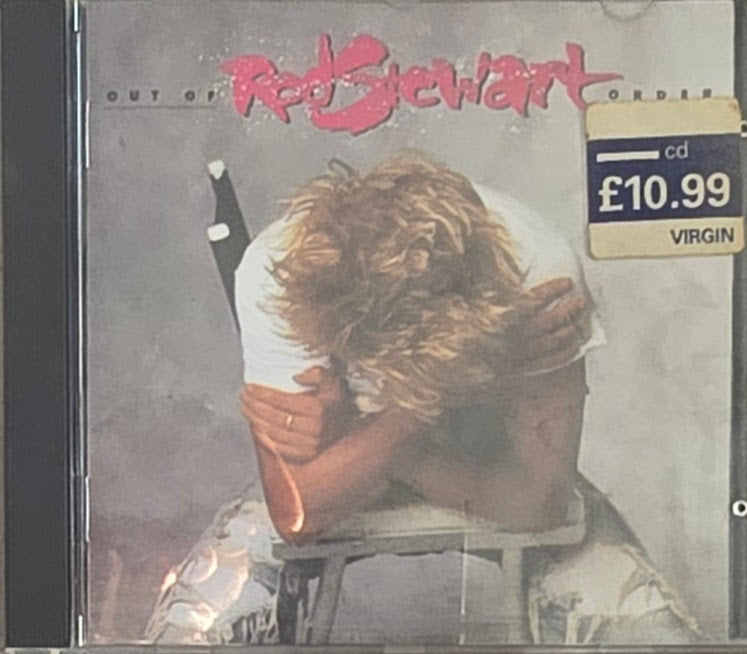 OUT OF Rod Stewart ORDER
cd
£10.99
VIRGIN